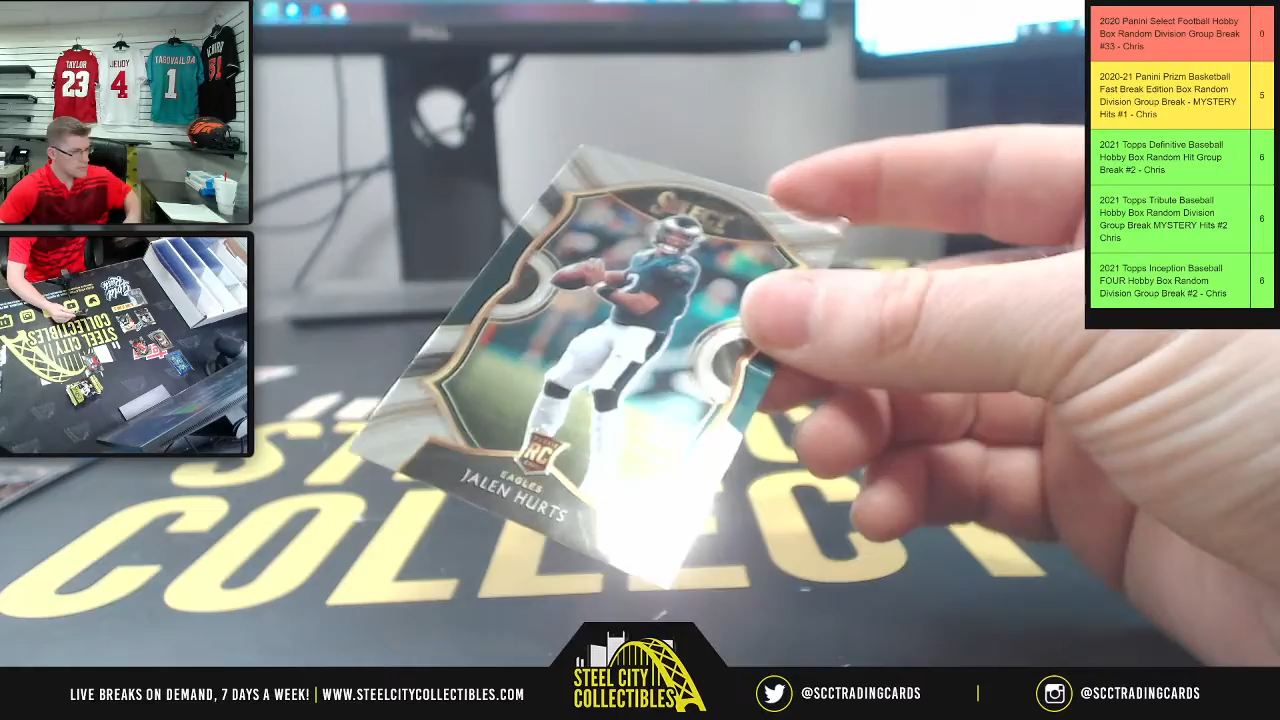 TAYLOR
23
JEUDY
4
TAGOVAILOA
1
DELL
2020 Panini Select Football Hobby
Box Random Division Group Break
#33 - Chris
0
2020-21 Panini Prizm Basketball
Fast Break Edition Box Random
Division Group Break - MYSTERY
Hits #1 - Chris
5
2021 Topps Definitive Baseball
Hobby Box Random Hit Group
Break #2 - Chris
6
2021 Topps Tribute Baseball
Hobby Box Random Division
Group Break MYSTERY Hits #2
Chris
6
2021 Topps Inception Baseball
FOUR Hobby Box Random
Division Group Break #2 - Chris
6
SELECT
RC
EAGLES
JALEN HURTS
STEEL CITY
COLLECTIBLES
COLLECT
LIVE BREAKS ON DEMAND, 7 DAYS A WEEK! | WWW.STEELCITYCOLLECTIBLES.COM
STEEL CITY
COLLECTIBLES
@SCCTRADINGCARDS
|
@SCCTRADINGCARDS